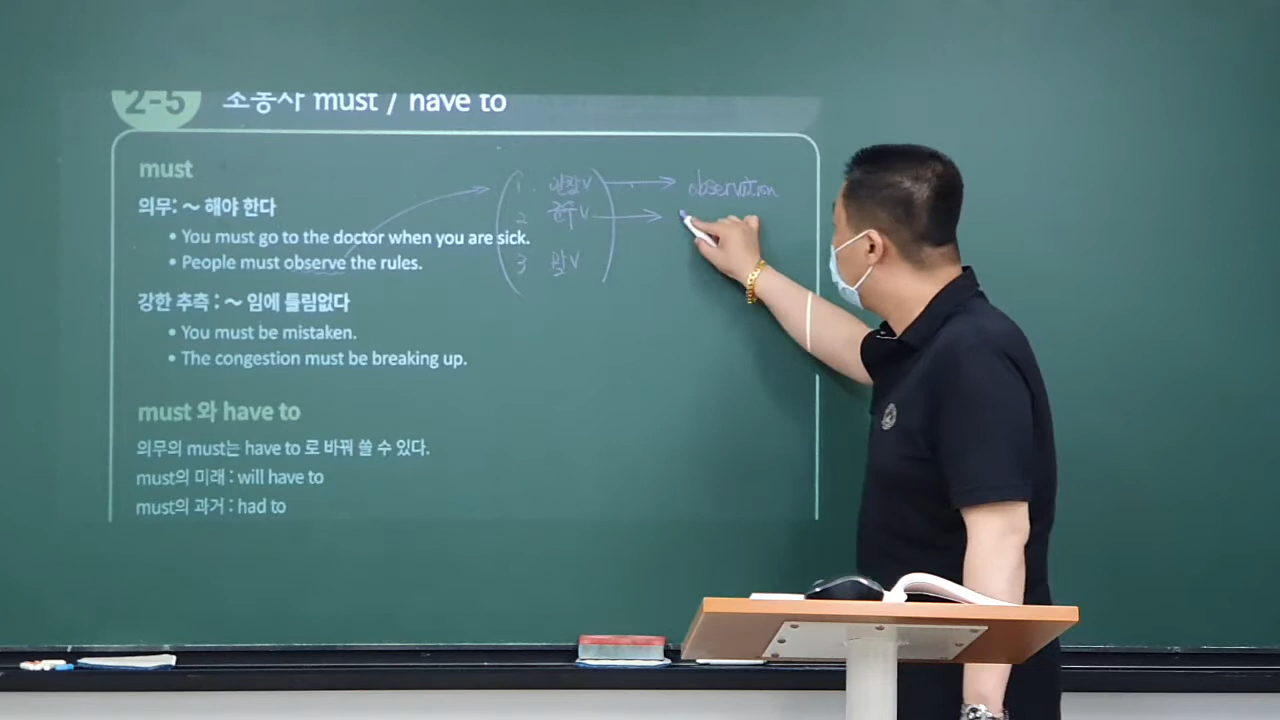 2-5 조동사 must / have to
must
의무: ~ 해야 한다
• You must go to the doctor when you are sick.
• People must observe the rules.
강한 추측 : ~ 임에 틀림없다
• You must be mistaken.
• The congestion must be breaking up.
must 와 have to
의무의 must는 have to 로 바꿔 쓸 수 있다.
must의 미래 : will have to
must의 과거 : had to
1. 관찰V → observation
2 준수V →
3 말V